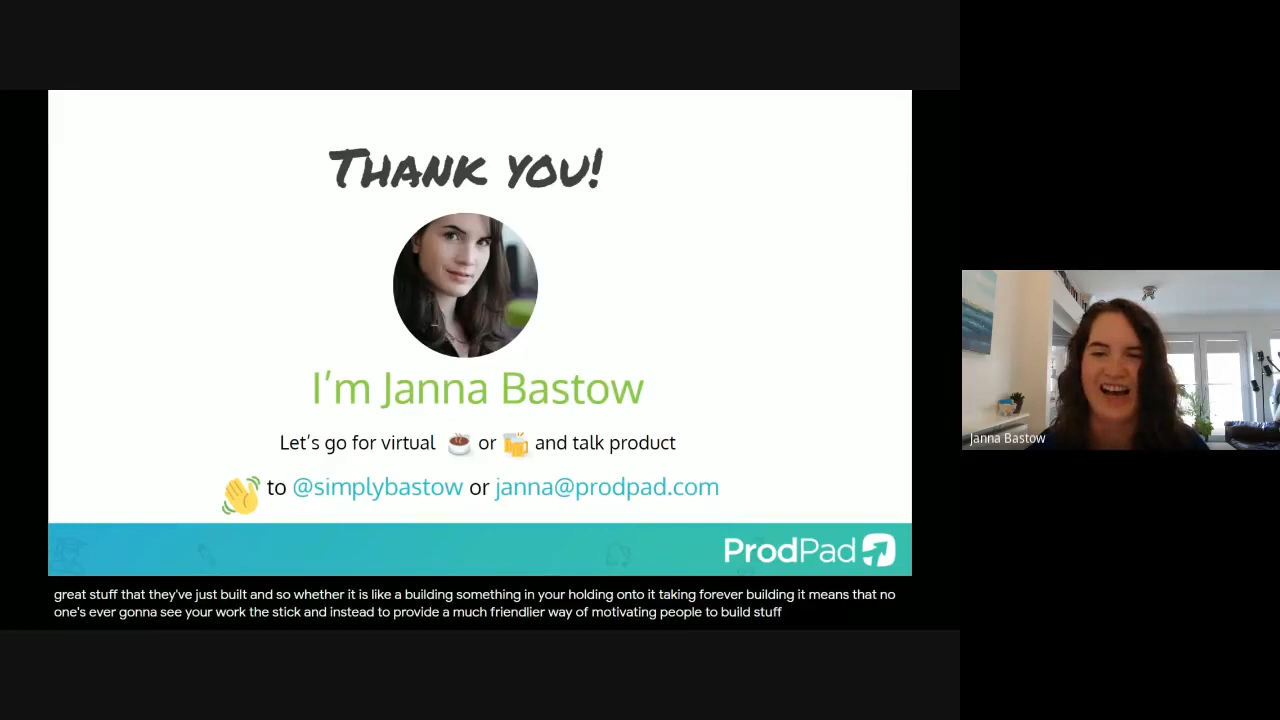 Thank you!
I'm Janna Bastow
Let's go for virtual ☕ or 🍻 and talk product
👋 to @simplybastow or janna@prodpad.com
ProdPad
great stuff that they've just built and so whether it is like a building something in your holding onto it taking forever building it means that no
one's ever gonna see your work the stick and instead to provide a much friendlier way of motivating people to build stuff
Janna Bastow